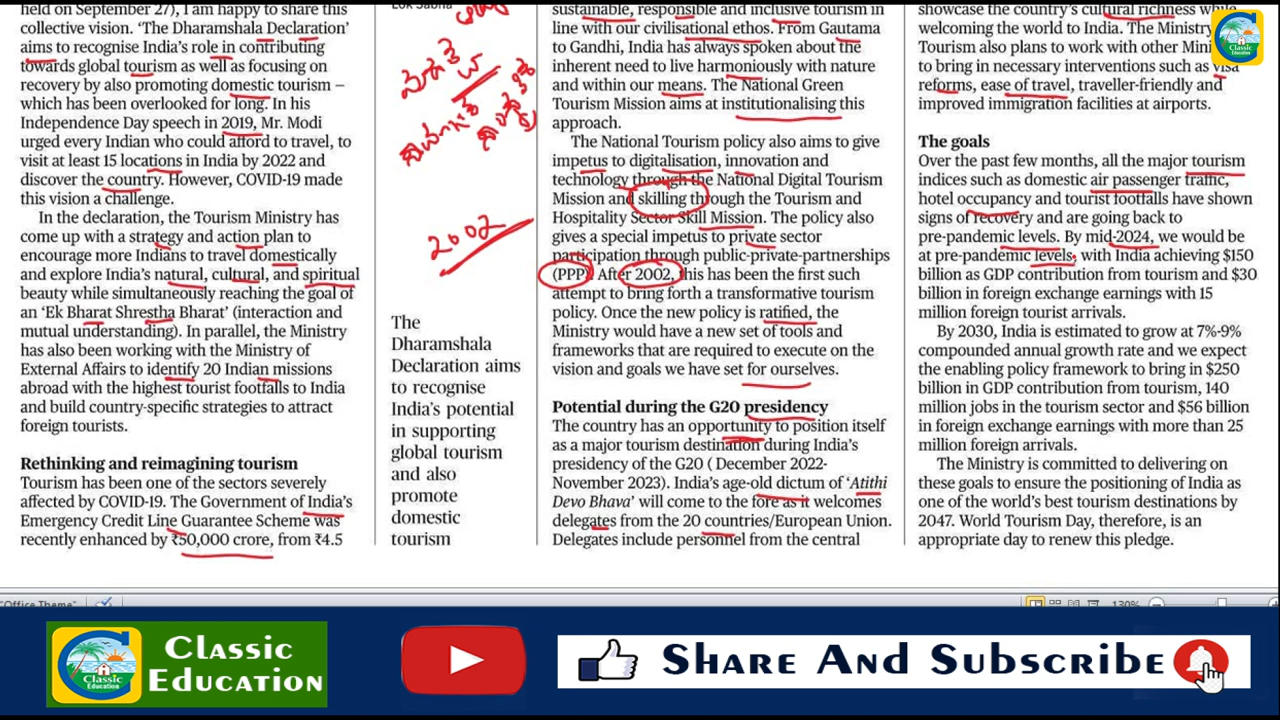 held on September 27), I am happy to share this
collective vision. 'The Dharamshala Declaration'
aims to recognise India's role in contributing
towards global tourism as well as focusing on
recovery by also promoting domestic tourism —
which has been overlooked for long. In his
Independence Day speech in 2019, Mr. Modi
urged every Indian who could afford to travel, to
visit at least 15 locations in India by 2022 and
discover the country. However, COVID-19 made
this vision a challenge.
In the declaration, the Tourism Ministry has
come up with a strategy and action plan to
encourage more Indians to travel domestically
and explore India's natural, cultural, and spiritual
beauty while simultaneously reaching the goal of
an 'Ek Bharat Shrestha Bharat' (interaction and
mutual understanding). In parallel, the Ministry
has also been working with the Ministry of
External Affairs to identify 20 Indian missions
abroad with the highest tourist footfalls to India
and build country-specific strategies to attract
foreign tourists.
Rethinking and reimagining tourism
Tourism has been one of the sectors severely
affected by COVID-19. The Government of India's
Emergency Credit Line Guarantee Scheme was
recently enhanced by ₹50,000 crore, from ₹4.5
Lok Sabha
2002
The
Dharamshala
Declaration aims
to recognise
India's potential
in supporting
global tourism
and also
promote
domestic
tourism
sustainable, responsible and inclusive tourism in
line with our civilisational ethos. From Gautama
to Gandhi, India has always spoken about the
inherent need to live harmoniously with nature
and within our means. The National Green
Tourism Mission aims at institutionalising this
approach.
The National Tourism policy also aims to give
impetus to digitalisation, innovation and
technology through the National Digital Tourism
Mission and skilling through the Tourism and
Hospitality Sector Skill Mission. The policy also
gives a special impetus to private sector
participation through public-private-partnerships
(PPP). After 2002, this has been the first such
attempt to bring forth a transformative tourism
policy. Once the new policy is ratified, the
Ministry would have a new set of tools and
frameworks that are required to execute on the
vision and goals we have set for ourselves.
Potential during the G20 presidency
The country has an opportunity to position itself
as a major tourism destination during India's
presidency of the G20 (December 2022-
November 2023). India's age-old dictum of 'Atithi
Devo Bhava' will come to the fore as it welcomes
delegates from the 20 countries/European Union.
Delegates include personnel from the central
showcase the country's cultural richness while
welcoming the world to India. The Ministry
Tourism also plans to work with other Mini
to bring in necessary interventions such as visa
reforms, ease of travel, traveller-friendly and
improved immigration facilities at airports.
The goals
Over the past few months, all the major tourism
indices such as domestic air passenger traffic,
hotel occupancy and tourist footfalls have shown
signs of recovery and are going back to
pre-pandemic levels. By mid-2024, we would be
at pre-pandemic levels, with India achieving $150
billion as GDP contribution from tourism and $30
billion in foreign exchange earnings with 15
million foreign tourist arrivals.
By 2030, India is estimated to grow at 7%-9%
compounded annual growth rate and we expect
the enabling policy framework to bring in $250
billion in GDP contribution from tourism, 140
million jobs in the tourism sector and $56 billion
in foreign exchange earnings with more than 25
million foreign arrivals.
The Ministry is committed to delivering on
these goals to ensure the positioning of India as
one of the world's best tourism destinations by
2047. World Tourism Day, therefore, is an
appropriate day to renew this pledge.
Classic
Education
"Office Theme"
130%
Classic
Education
Classic
Education
Share And Subscribe